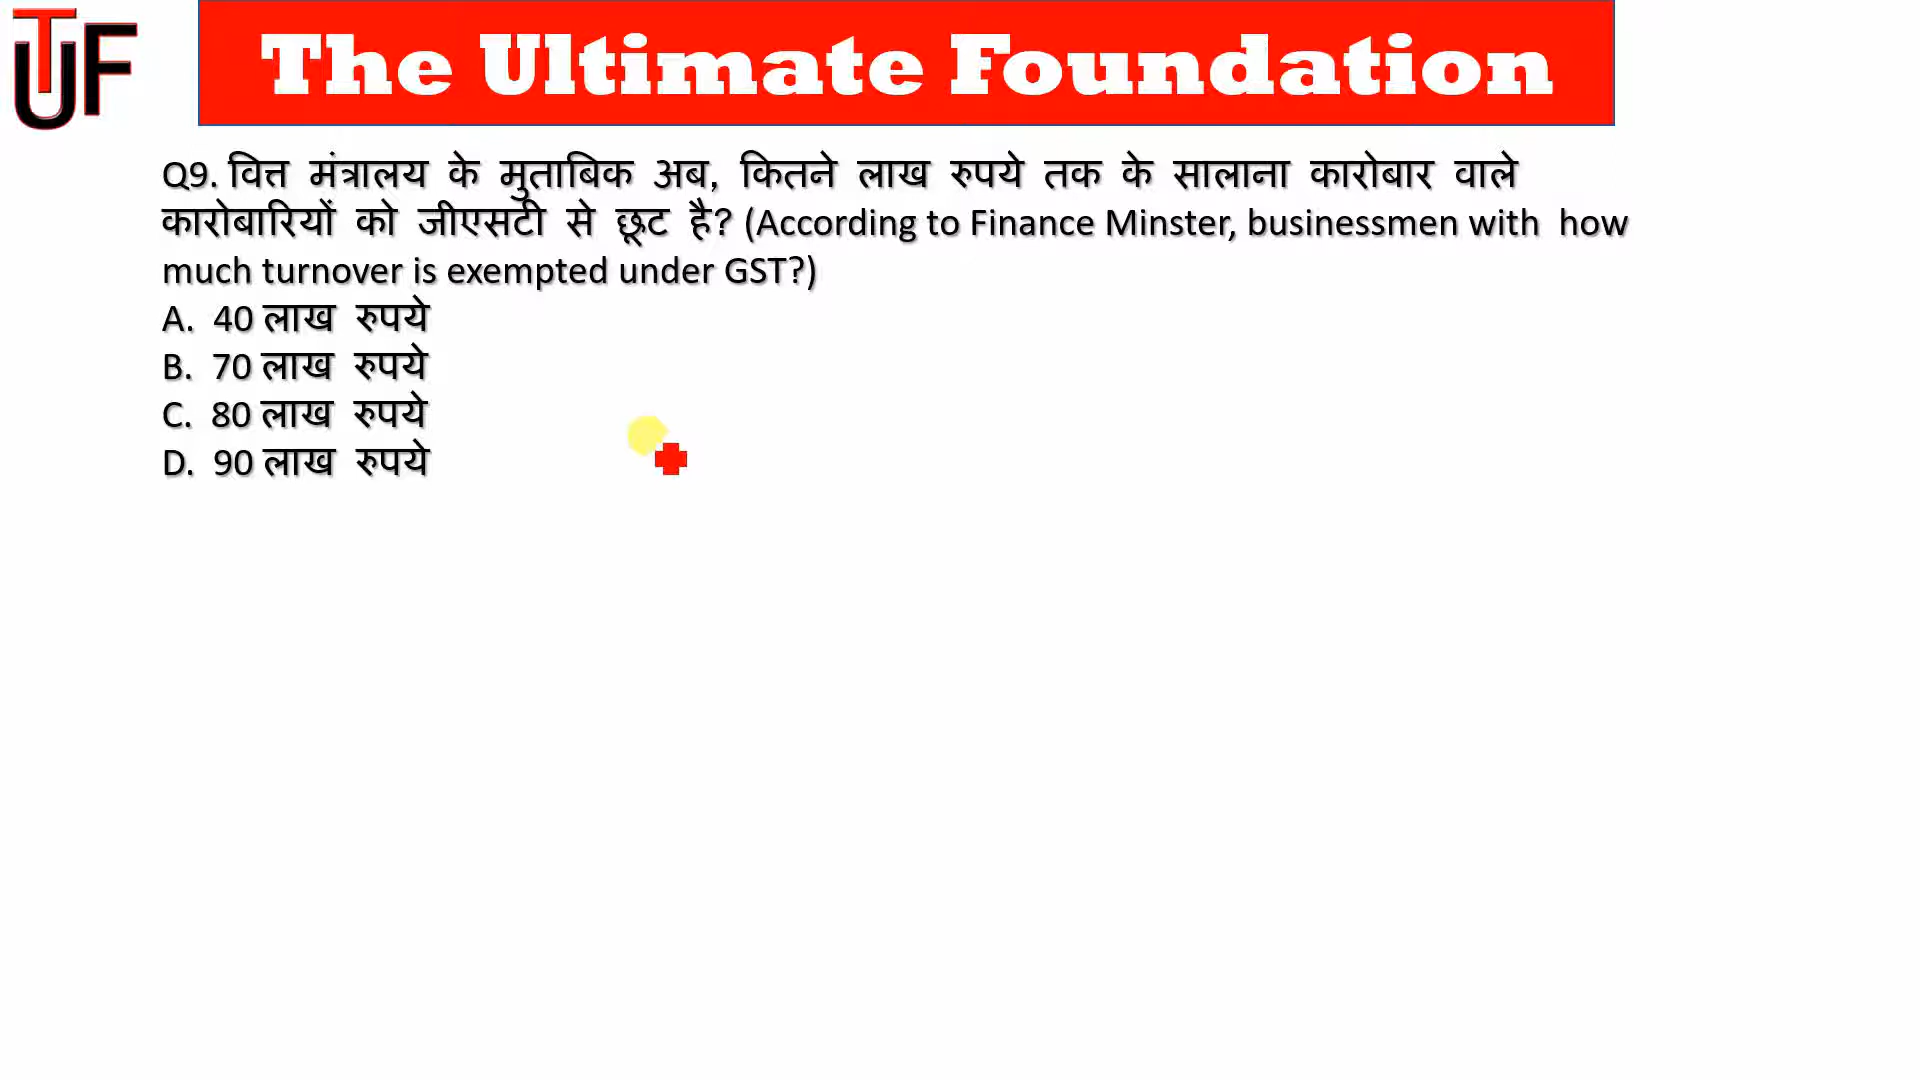 TUF
The Ultimate Foundation
Q9. वित्त मंत्रालय के मुताबिक अब, कितने लाख रुपये तक के सालाना कारोबार वाले
कारोबारियों को जीएसटी से छूट है? (According to Finance Minster, businessmen with how
much turnover is exempted under GST?)
A. 40 लाख रुपये
B. 70 लाख रुपये
C. 80 लाख रुपये
D. 90 लाख रुपये